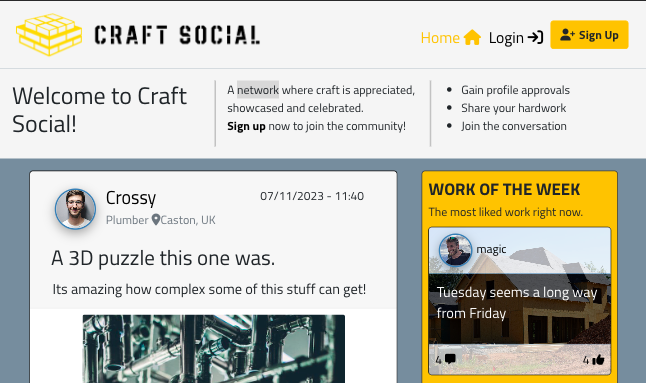 CRAFT SOCIAL
Home
Login
Sign Up
Welcome to Craft
Social!
A network where craft is appreciated,
showcased and celebrated.
Sign up now to join the community!
Gain profile approvals
Share your hardwork
Join the conversation
Crossy
07/11/2023 - 11:40
Plumber Caston, UK
A 3D puzzle this one was.
Its amazing how complex some of this stuff can get!
WORK OF THE WEEK
The most liked work right now.
magic
Tuesday seems a long way
from Friday
4
4